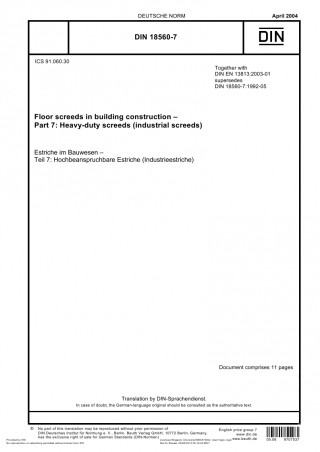 DEUTSCHE NORM
April 2004
DIN 18560-7
DIN
ICS 91.060.30
Together with
DIN EN 13813:2003-01
supersedes
DIN 18560-7:1992-05
Floor screeds in building construction –
Part 7: Heavy-duty screeds (industrial screeds)
Estriche im Bauwesen –
Teil 7: Hochbeanspruchbare Estriche (Industrieestriche)
Document comprises 11 pages
Translation by DIN-Sprachendienst.
In case of doubt, the German-language original should be consulted as the authoritative text.
© No part of this translation may be reproduced without prior permission of
DIN Deutsches Institut für Normung e. V., Berlin. Beuth Verlag GmbH, 10772 Berlin, Germany,
has the exclusive right of sale for German Standards (DIN-Normen).
English price group 7
www.din.de
www.beuth.de